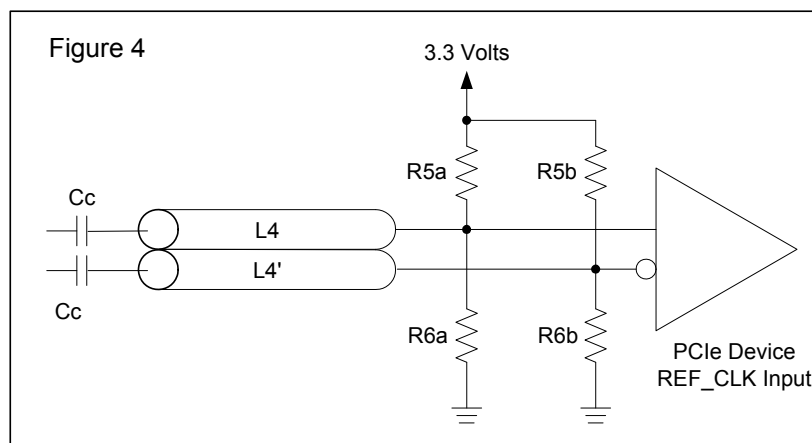 Figure 4
3.3 Volts
R5a
R5b
Cc
L4
L4'
Cc
R6a
R6b
PCIe Device
REF_CLK Input